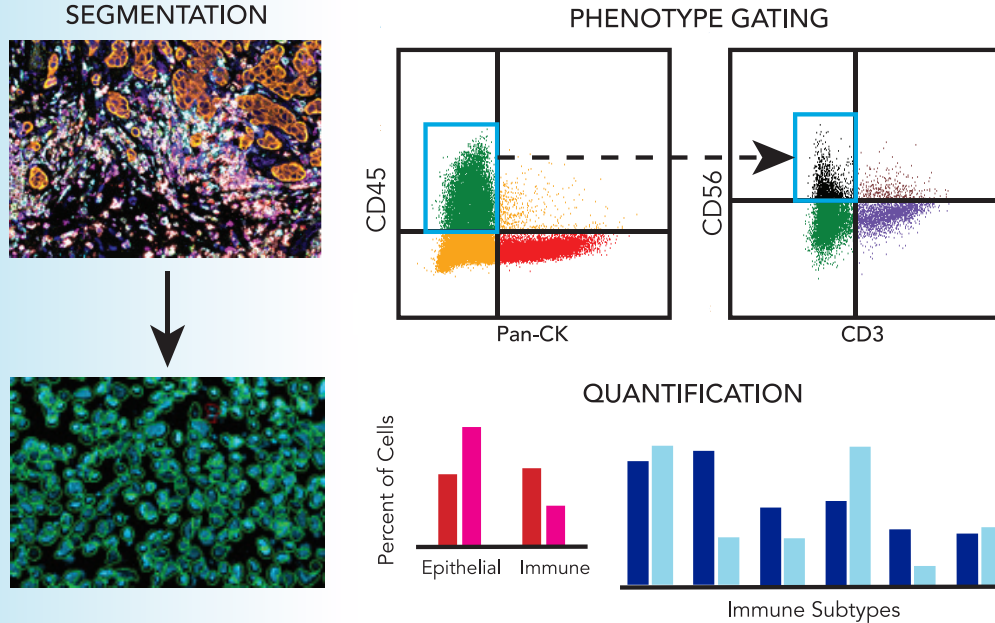 SEGMENTATION
PHENOTYPE GATING
CD45
Pan-CK
CD56
CD3
QUANTIFICATION
Percent of Cells
Epithelial
Immune
Immune Subtypes